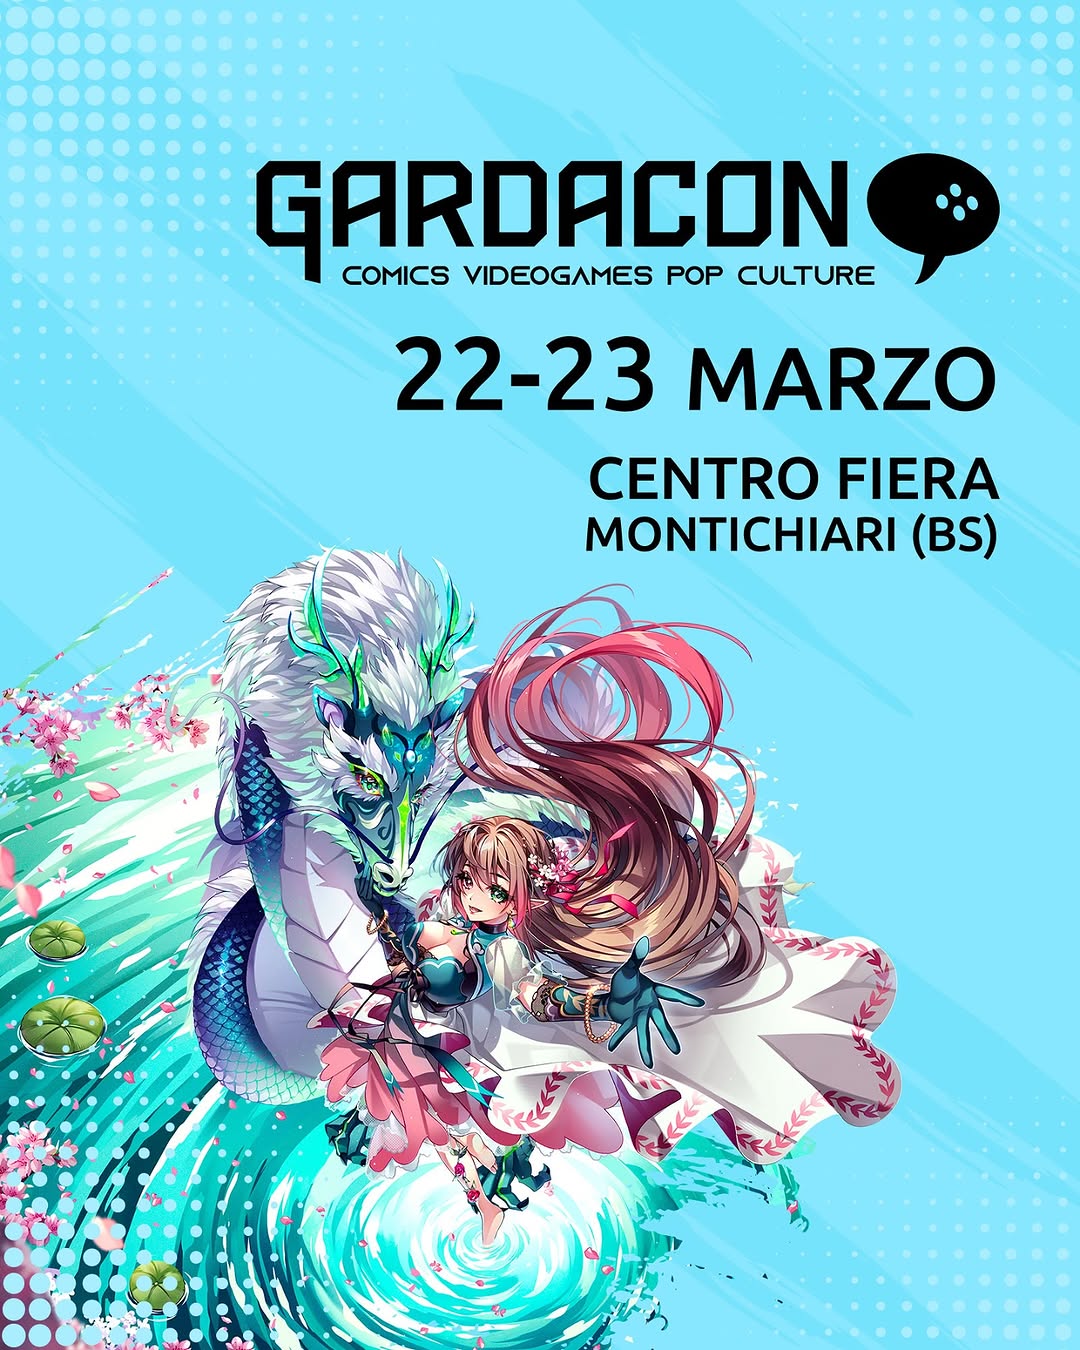 GARDACON
COMICS VIDEOGAMES POP CULTURE
22-23 MARZO
CENTRO FIERA
MONTICHIARI (BS)